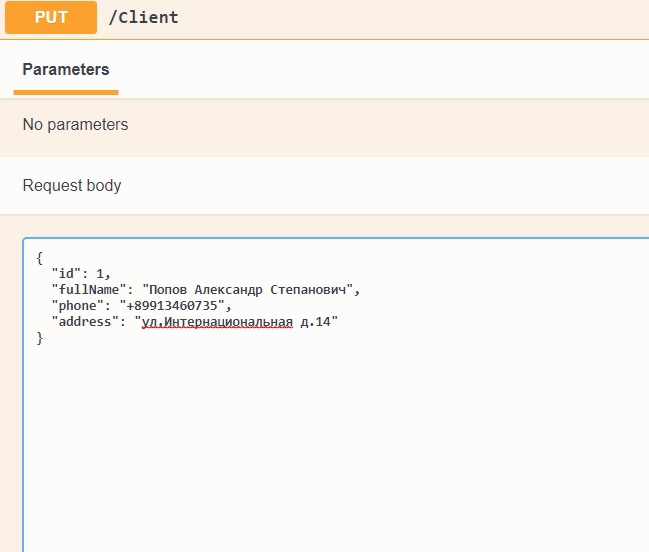 PUT /Client
Parameters
No parameters
Request body
{
"id": 1,
"fullName": "Попов Александр Степанович",
"phone": "+89913460735",
"address": "ул.Интернациональная д.14"
}